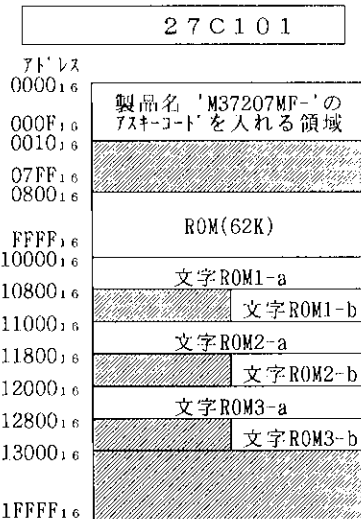 27C101
アドレス
0000₁₆
製品名 'M37207MF-'の
アスキーコードを入れる領域
000F₁₆
0010₁₆
07FF₁₆
0800₁₆
ROM(62K)
FFFF₁₆
10000₁₆
文字ROM1-a
10800₁₆
文字ROM1-b
11000₁₆
文字ROM2-a
11800₁₆
文字ROM2-b
12000₁₆
文字ROM3-a
12800₁₆
文字ROM3-b
13000₁₆
1FFFF₁₆